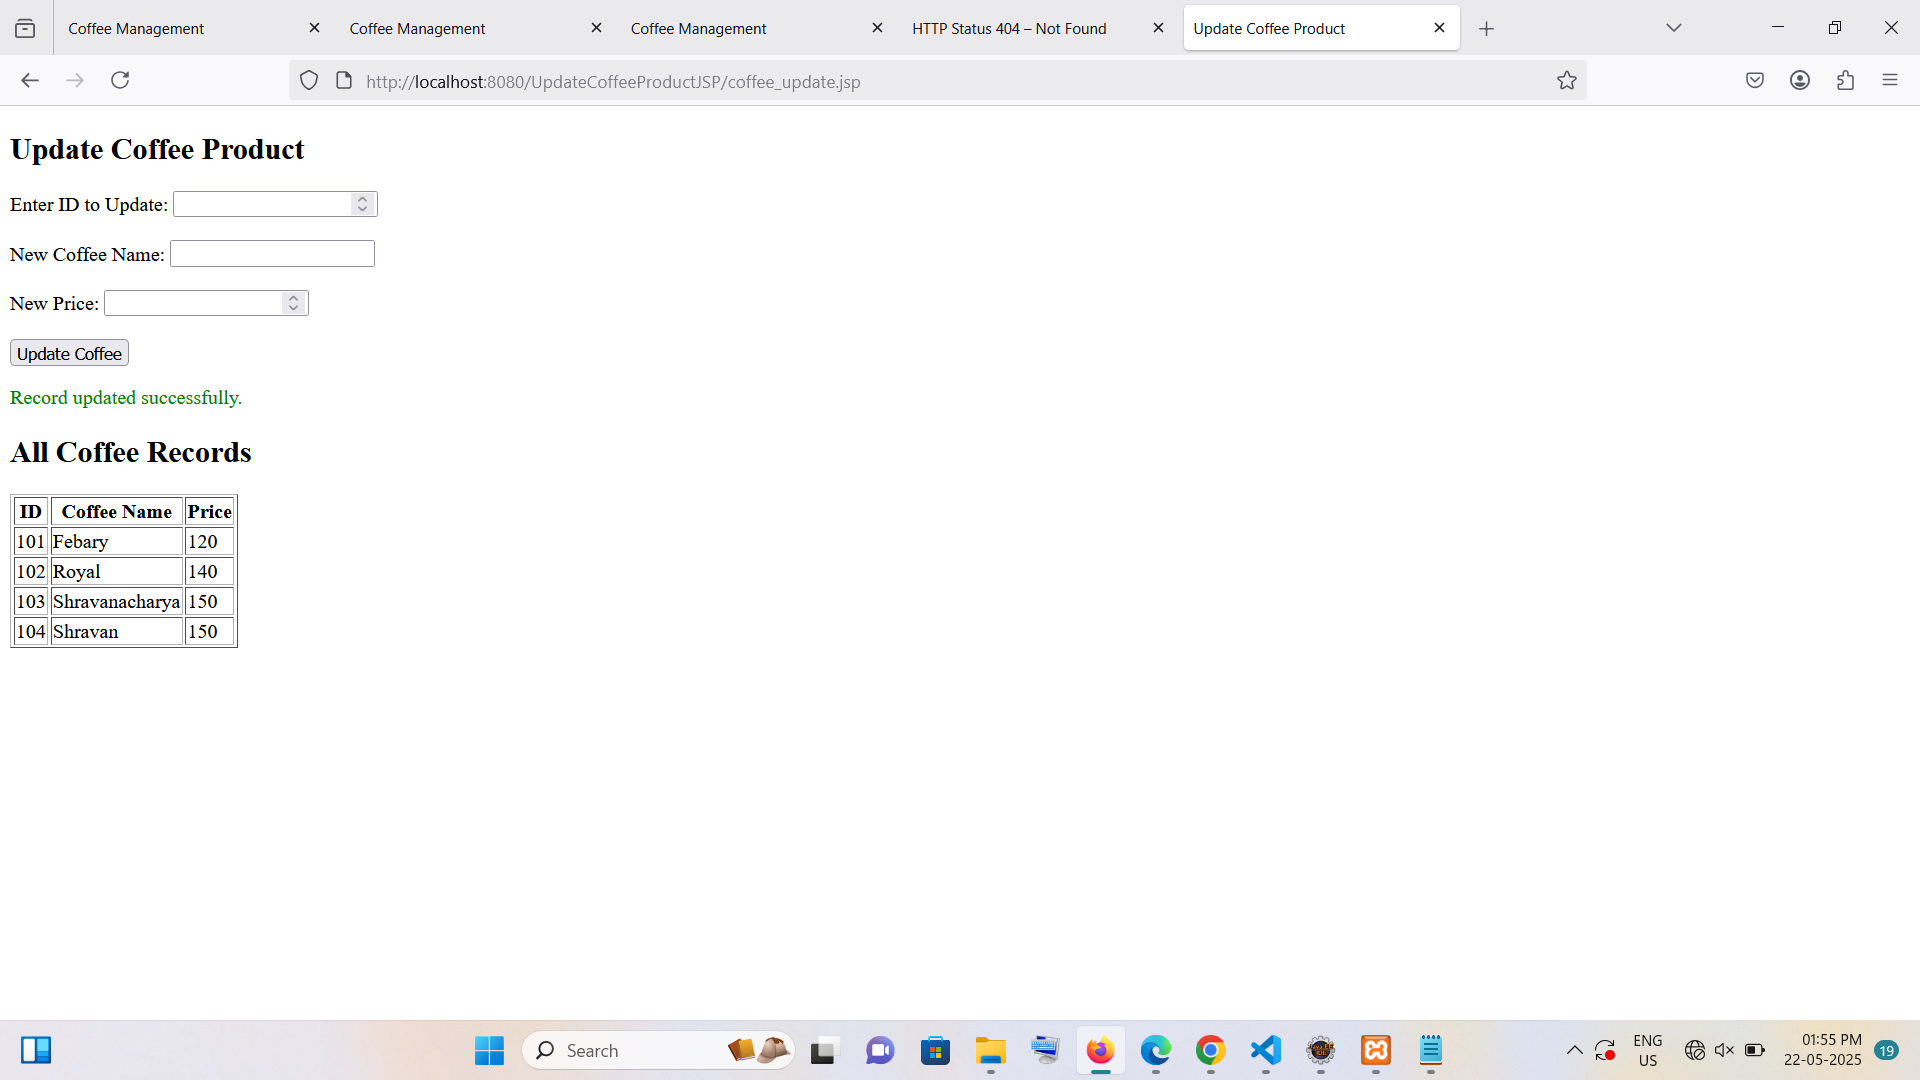 Coffee Management
Coffee Management
Coffee Management
HTTP Status 404 – Not Found
Update Coffee Product
http://localhost:8080/UpdateCoffeeProductJSP/coffee_update.jsp
Update Coffee Product
Enter ID to Update:
New Coffee Name:
New Price:
Update Coffee
Record updated successfully.
All Coffee Records
ID Coffee Name Price
101 Febary 120
102 Royal 140
103 Shravanacharya 150
104 Shravan 150
Search
ENG
US
01:55 PM
22-05-2025
19